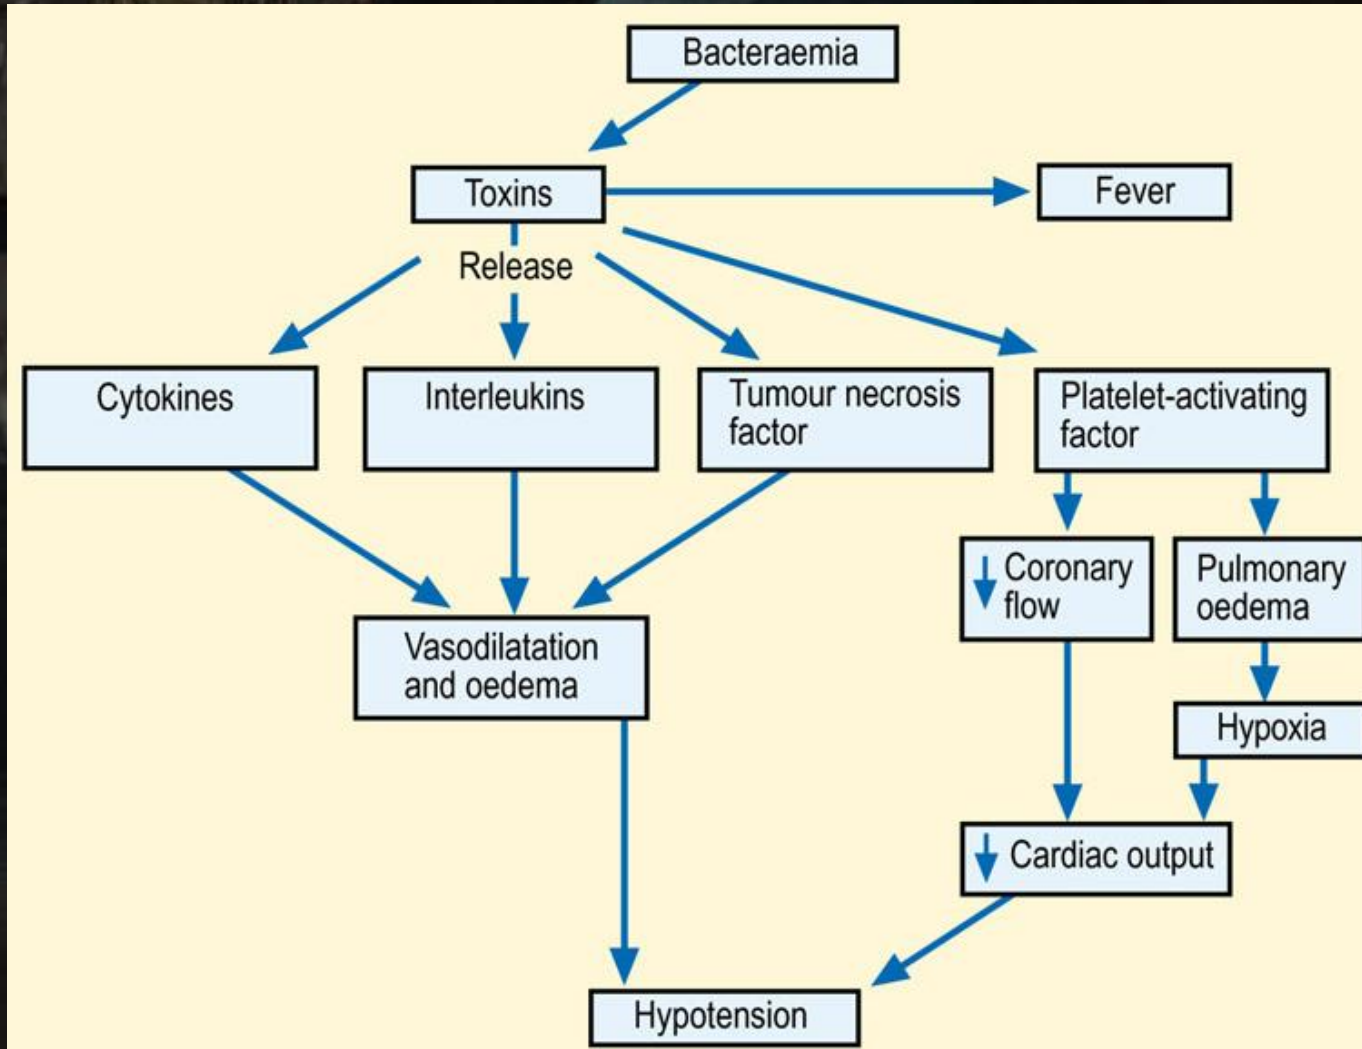 Bacteraemia
Toxins
Fever
Release
Cytokines
Interleukins
Tumour necrosis
factor
Platelet-activating
factor
Coronary
flow
Pulmonary
oedema
Vasodilatation
and oedema
Hypoxia
Cardiac output
Hypotension